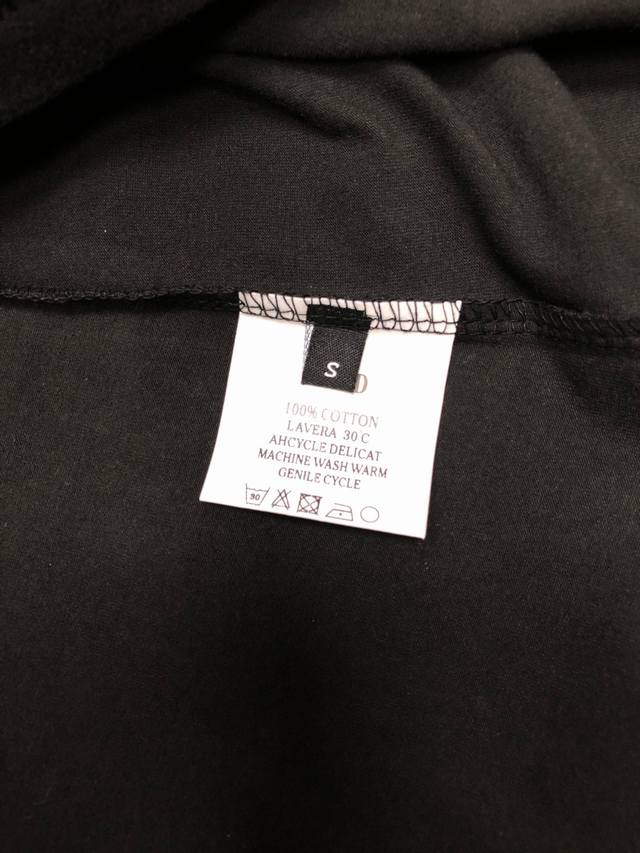 S
100% COTTON
LAVERA 30°C
AHCYCLE DELICAT
MACHINE WASH WARM
GENILE CYCLE
30